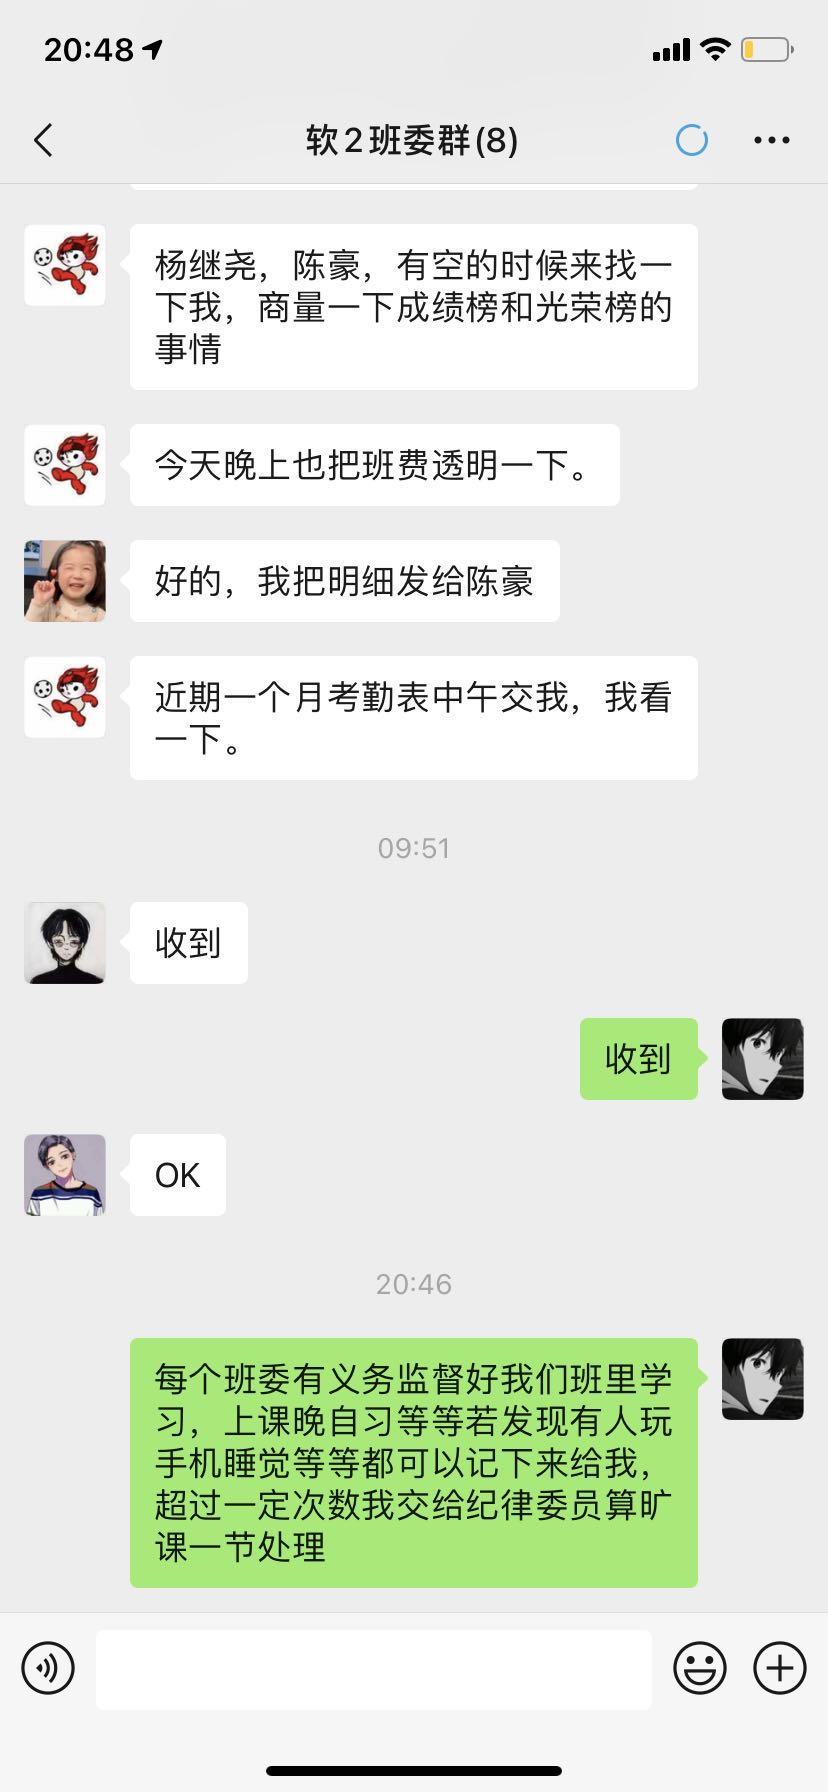 20:48
软2班委群(8)
杨继尧，陈豪，有空的时候来找一
下我，商量一下成绩榜和光荣榜的
事情
今天晚上也把班费透明一下。
好的，我把明细发给陈豪
近期一个月考勤表中午交我，我看
一下。
09:51
收到
收到
OK
20:46
每个班委有义务监督好我们班里学
习，上课晚自习等等若发现有人玩
手机睡觉等等都可以记下来给我，
超过一定次数我交给纪律委员算旷
课一节处理